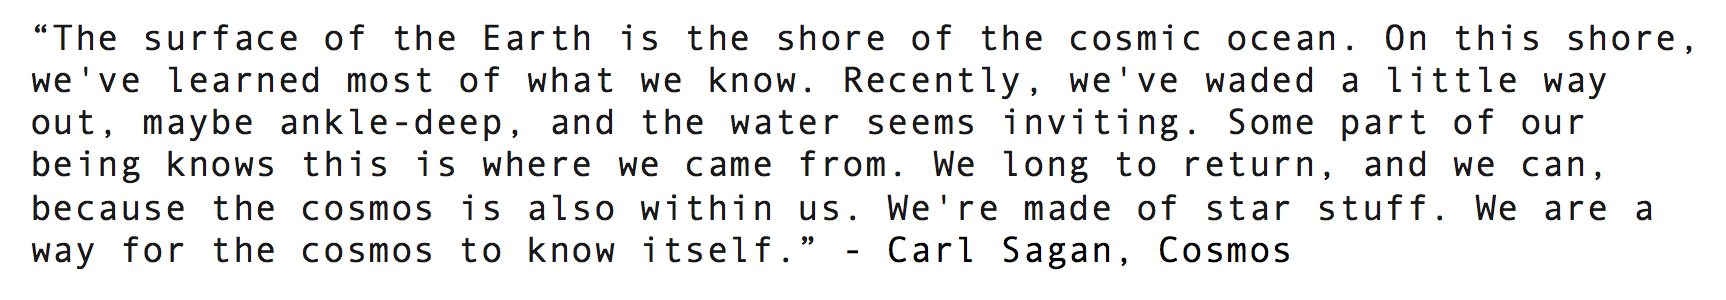 “The surface of the Earth is the shore of the cosmic ocean. On this shore,
we've learned most of what we know. Recently, we've waded a little way
out, maybe ankle-deep, and the water seems inviting. Some part of our
being knows this is where we came from. We long to return, and we can,
because the cosmos is also within us. We're made of star stuff. We are a
way for the cosmos to know itself.” - Carl Sagan, Cosmos